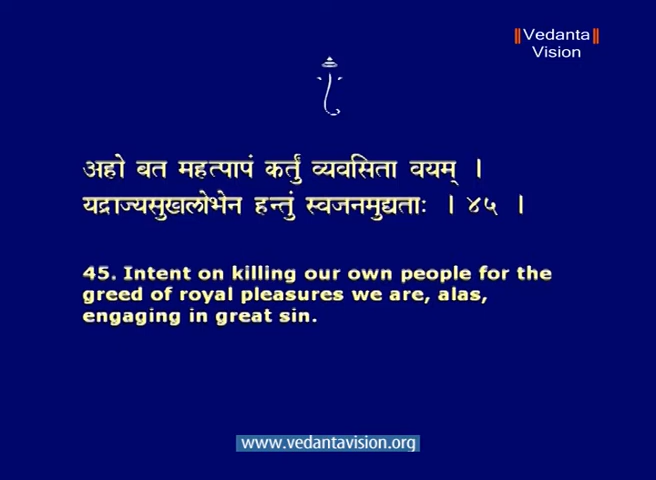 ॥Vedanta॥
Vision
अहो बत महत्पापं कर्तुं व्यवसिता वयम् ।
यद्राज्यसुखलोभेन हन्तुं स्वजनमुद्यताः । ४५ ।
45. Intent on killing our own people for the
greed of royal pleasures we are, alas,
engaging in great sin.
www.vedantavision.org